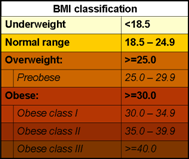 BMI classification
Underweight <18.5
Normal range 18.5 – 24.9
Overweight: >=25.0
Preobese 25.0 – 29.9
Obese: >=30.0
Obese class I 30.0 – 34.9
Obese class II 35.0 – 39.9
Obese class III >=40.0